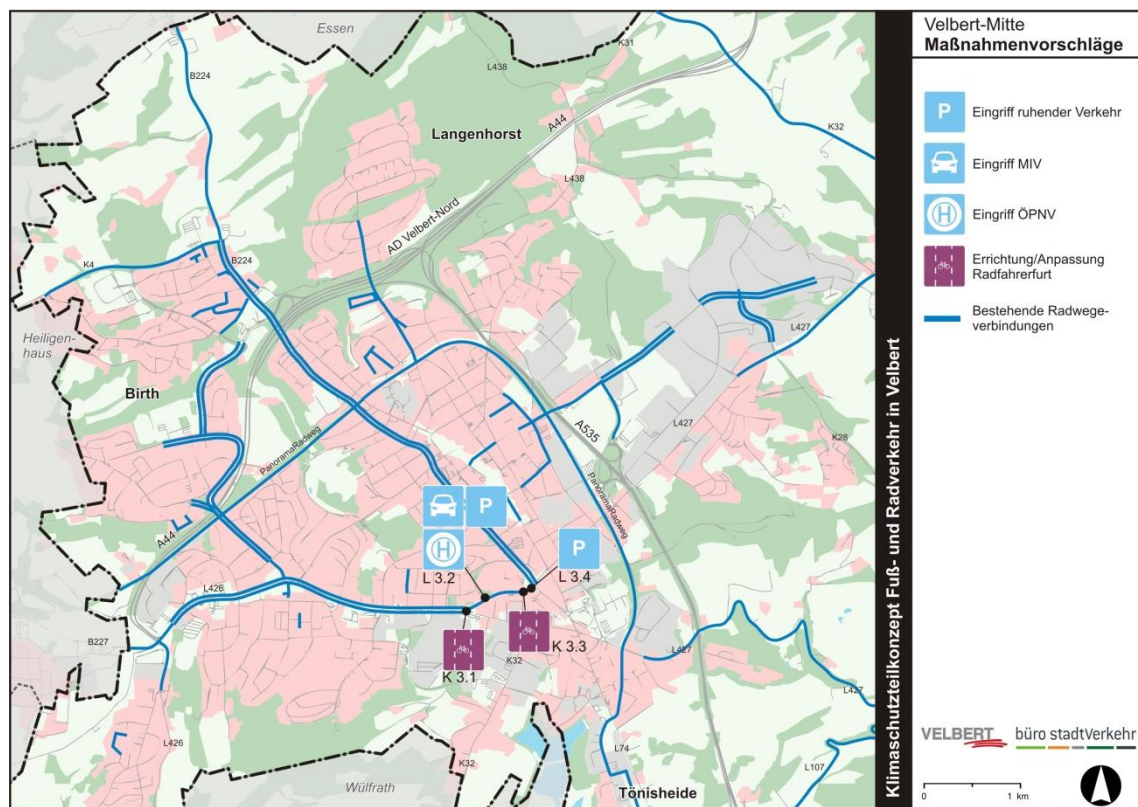 Velbert-Mitte
Maßnahmenvorschläge
P
Eingriff ruhender Verkehr
Eingriff MIV
H
Eingriff ÖPNV
Errichtung/Anpassung
Radfahrerfurt
Bestehende Radwege-
verbindungen
Klimaschutzteilkonzept Fuß- und Radverkehr in Velbert
Essen
K31
B224
L438
A44
Langenhorst
K32
L438
AD Velbert-Nord
K4
B224
Heiligen-
haus
L427
Birth
A535
L427
K28
PanoramaRadweg
PanoramaRadweg
P
A44
H
P
L 3.2
L 3.4
L426
B227
K 3.3
K32
K 3.1
L427
L427
L426
L74
K32
L107
Wülfrath
Tönisheide
VELBERT
büro stadtVerkehr
0
1
km